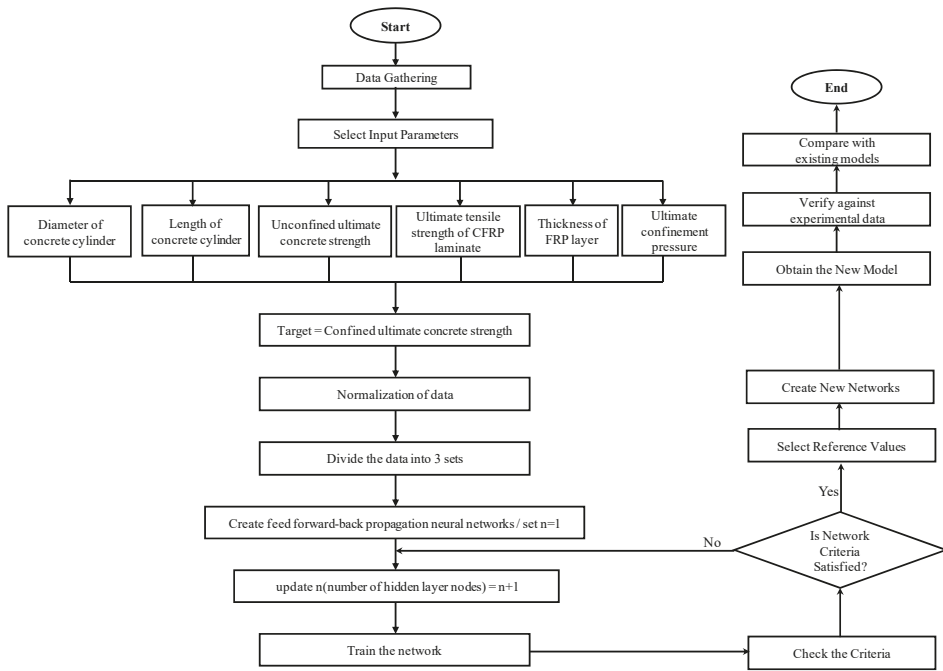 Start
Data Gathering
Select Input Parameters
Diameter of
concrete cylinder
Length of
concrete cylinder
Unconfined ultimate
concrete strength
Ultimate tensile
strength of CFRP
laminate
Thickness of
FRP layer
Ultimate
confinement
pressure
Target = Confined ultimate concrete strength
Normalization of data
Divide the data into 3 sets
Create feed forward-back propagation neural networks / set n=1
update n(number of hidden layer nodes) = n+1
Train the network
Check the Criteria
Is Network
Criteria
Satisfied?
No
Yes
Select Reference Values
Create New Networks
Obtain the New Model
Verify against
experimental data
Compare with
existing models
End